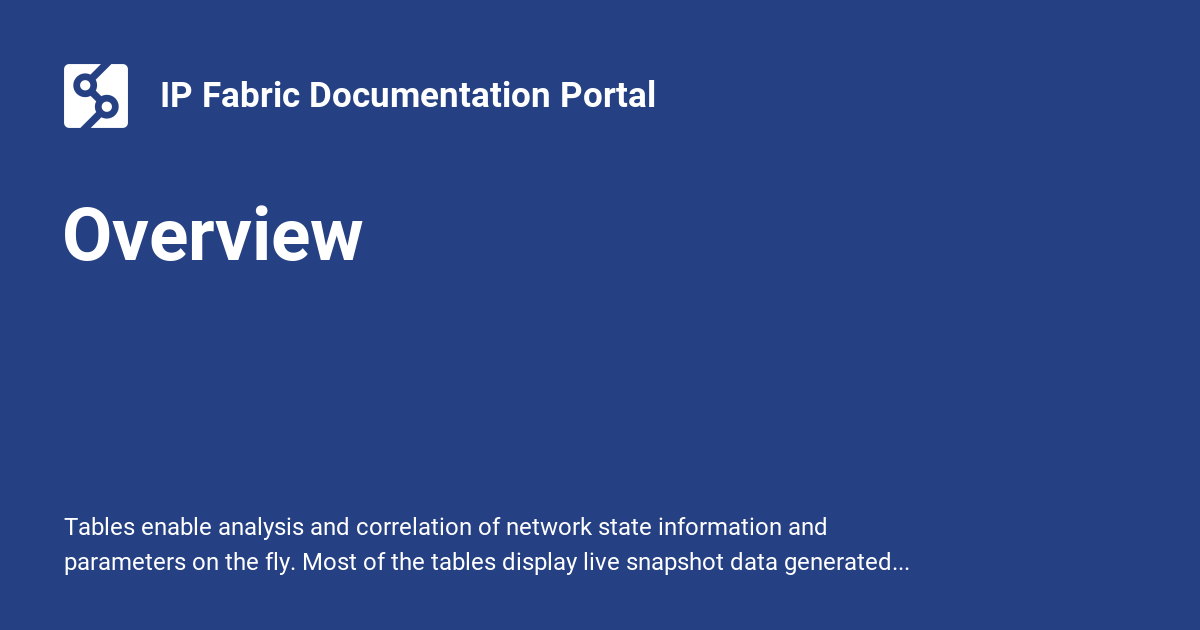 IP Fabric Documentation Portal
Overview
Tables enable analysis and correlation of network state information and
parameters on the fly. Most of the tables display live snapshot data generated...